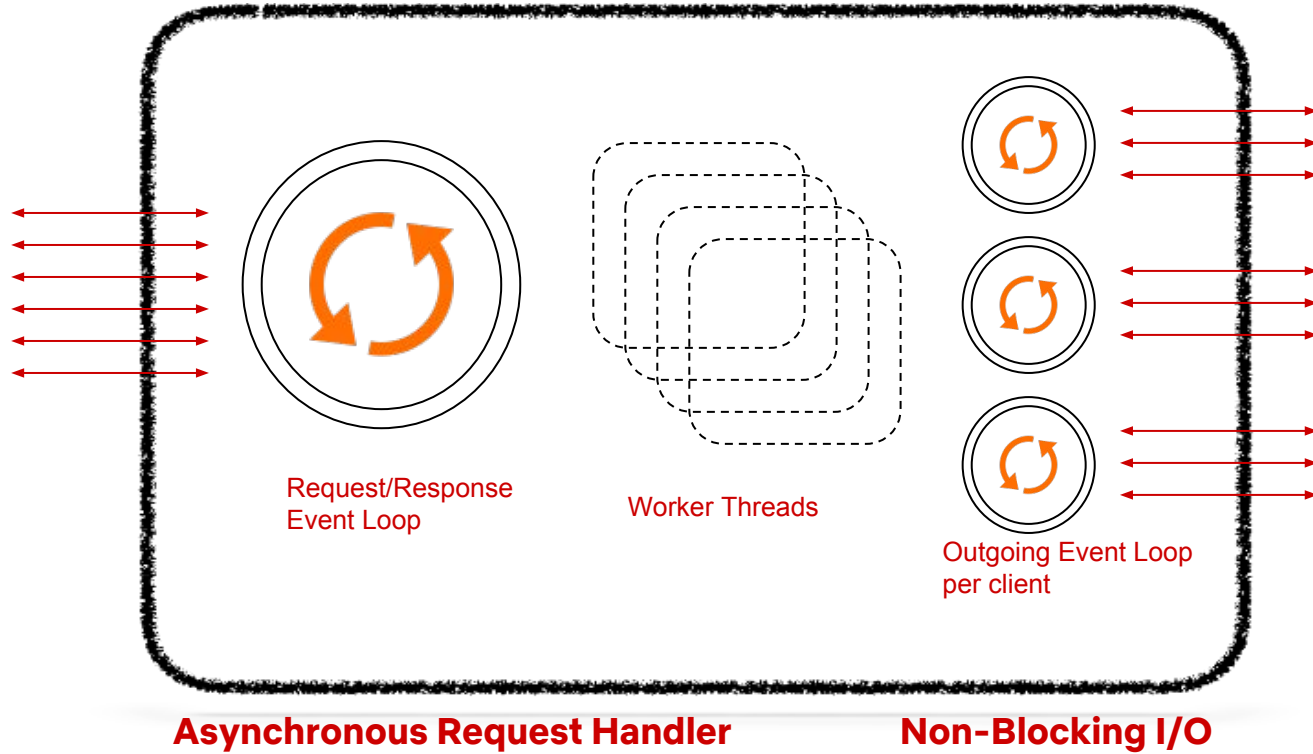 Request/Response
Event Loop
Worker Threads
Outgoing Event Loop
per client
Asynchronous Request Handler
Non-Blocking I/O